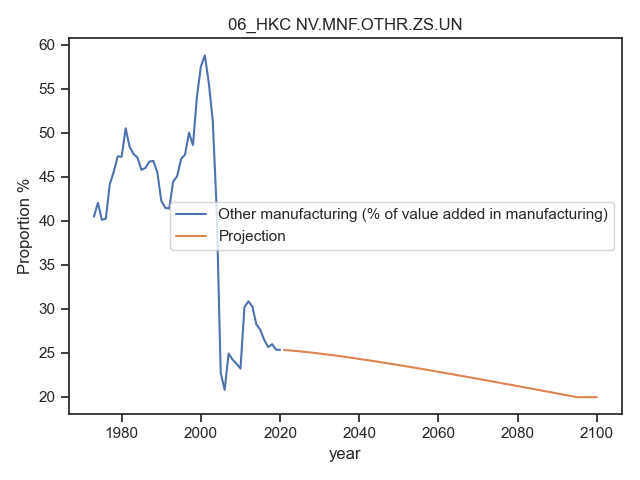 06_HKC NV.MNF.OTHR.ZS.UN
60
55
50
45
40
35
30
25
20
Proportion %
Other manufacturing (% of value added in manufacturing)
Projection
1980 2000 2020 2040 2060 2080 2100
year